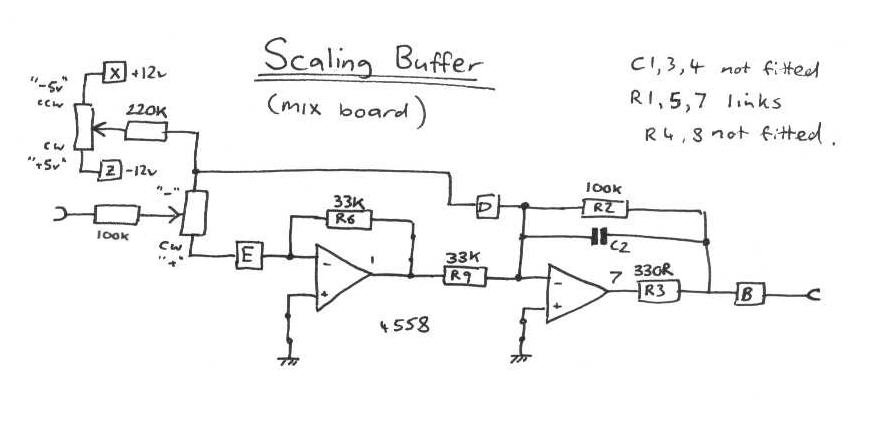 Scaling Buffer
(mix board)
C1,3,4 not fitted
R1,5,7 links
R4,8 not fitted.
"-5v"
ccw
X
+12v
220K
cw
"+5v"
Z
-12v
"-"
100K
cw
"+"
E
33K
R6
-
+
1
4558
33K
R9
D
100K
R2
C2
-
+
7
330R
R3
B